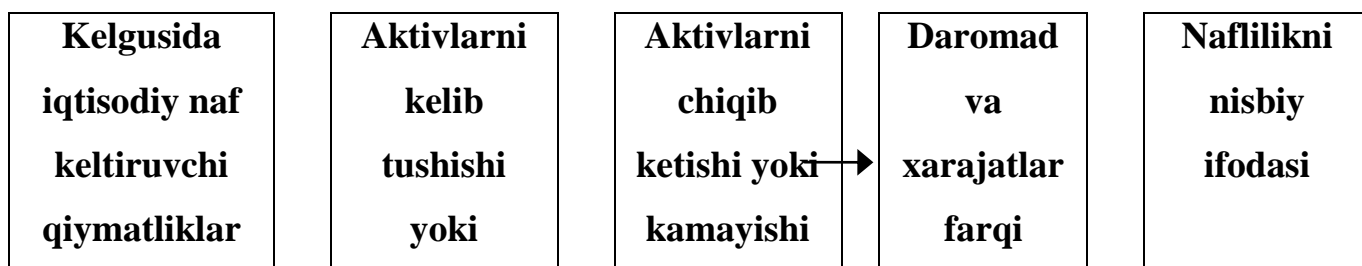 Kelgusida
iqtisodiy naf
keltiruvchi
qiymatliklar
Aktivlarni
kelib
tushishi
yoki
Aktivlarni
chiqib
ketishi yoki
kamayishi
Daromad
va
xarajatlar
farqi
Naflilikni
nisbiy
ifodasi